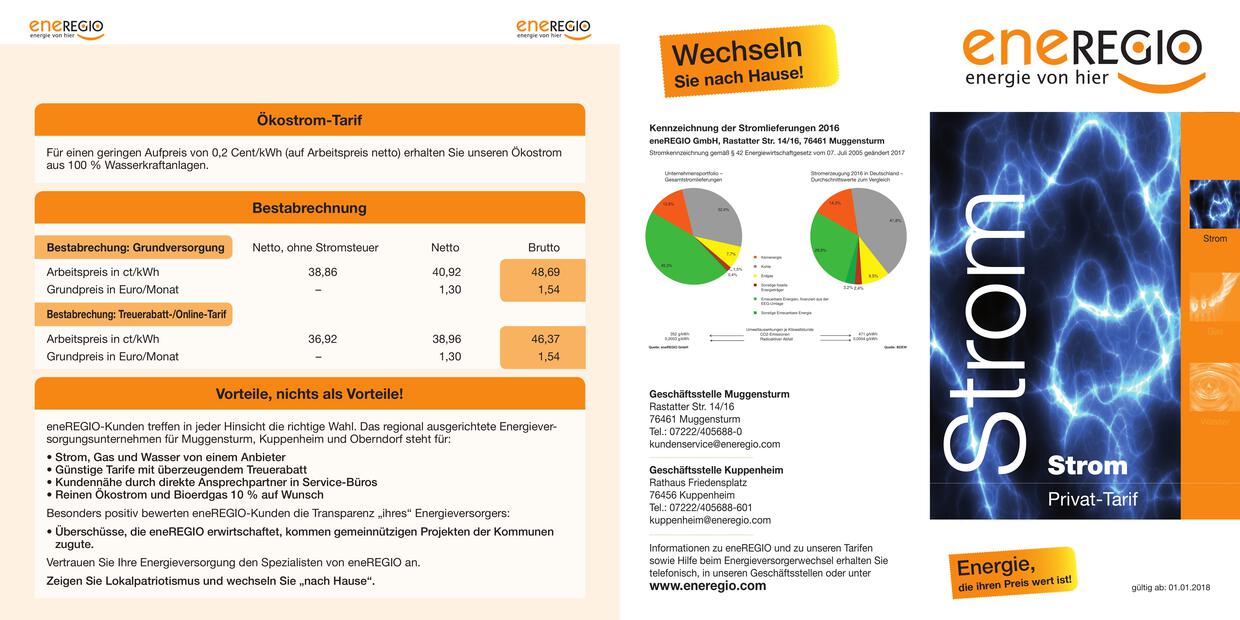 eneREGIO
energie von hier
eneREGIO
energie von hier
Ökostrom-Tarif
Für einen geringen Aufpreis von 0,2 Cent/kWh (auf Arbeitspreis netto) erhalten Sie unseren Ökostrom
aus 100 % Wasserkraftanlagen.
Bestabrechnung
Bestabrechung: Grundversorgung Netto, ohne Stromsteuer Netto Brutto
Arbeitspreis in ct/kWh 38,86 40,92 48,69
Grundpreis in Euro/Monat – 1,30 1,54
Bestabrechung: Treuerabatt-/Online-Tarif
Arbeitspreis in ct/kWh 36,92 38,96 46,37
Grundpreis in Euro/Monat – 1,30 1,54
Vorteile, nichts als Vorteile!
eneREGIO-Kunden treffen in jeder Hinsicht die richtige Wahl. Das regional ausgerichtete Energiever-
sorgungsunternehmen für Muggensturm, Kuppenheim und Oberndorf steht für:
• Strom, Gas und Wasser von einem Anbieter
• Günstige Tarife mit überzeugendem Treuerabatt
• Kundennähe durch direkte Ansprechpartner in Service-Büros
• Reinen Ökostrom und Bioerdgas 10 % auf Wunsch
Besonders positiv bewerten eneREGIO-Kunden die Transparenz „ihres“ Energieversorgers:
• Überschüsse, die eneREGIO erwirtschaftet, kommen gemeinnützigen Projekten der Kommunen
zugute.
Vertrauen Sie Ihre Energieversorgung den Spezialisten von eneREGIO an.
Zeigen Sie Lokalpatriotismus und wechseln Sie „nach Hause“.
Wechseln
Sie nach Hause!
Kennzeichnung der Stromlieferungen 2016
eneREGIO GmbH, Rastatter Str. 14/16, 76461 Muggensturm
Stromkennzeichnung gemäß § 42 Energiewirtschaftgesetz vom 07. Juli 2005 geändert 2017
Unternehmensportfolio –
Gesamtstromlieferungen
Stromerzeugung 2016 in Deutschland –
Durchschnittswerte zum Vergleich
7,7%
1,5%
0,4%
14,3%
9,5%
3,2% 2,4%
Kernenergie
Kohle
Erdgas
Sonstige fossile
Energieträger
Erneuerbare Energien, finanziert aus der
EEG-Umlage
Sonstige Erneuerbare Energie
Umweltauswirkungen je Kilowattstunde
352 g/kWh CO2-Emissionen 471 g/kWh
0,0003 g/kWh Radioaktiver Abfall 0,0004 g/kWh
Quelle: eneREGIO GmbH Quelle: BDEW
Geschäftsstelle Muggensturm
Rastatter Str. 14/16
76461 Muggensturm
Tel.: 07222/405688-0
kundenservice@eneregio.com
Geschäftsstelle Kuppenheim
Rathaus Friedensplatz
76456 Kuppenheim
Tel.: 07222/405688-601
kuppenheim@eneregio.com
Informationen zu eneREGIO und zu unseren Tarifen
sowie Hilfe beim Energieversorgerwechsel erhalten Sie
telefonisch, in unseren Geschäftsstellen oder unter
www.eneregio.com
eneREGIO
energie von hier
Strom
Strom
Privat-Tarif
Strom
Gas
Wasser
Energie,
die ihren Preis wert ist!
gültig ab: 01.01.2018